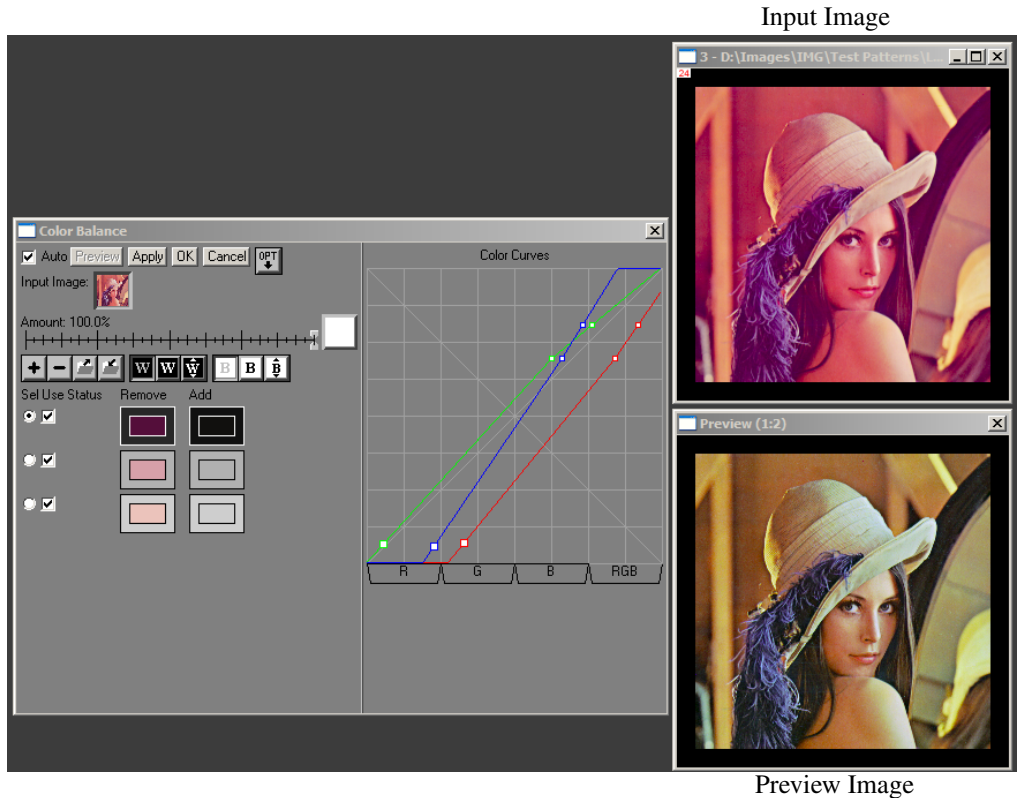 Input Image
3 - D:\Images\IMG\Test Patterns\L...
24
Color Balance
Auto Preview Apply OK Cancel OPT
Color Curves
Input Image:
Amount: 100.0%
W W W B B B
Sel Use Status Remove Add
R G B RGB
Preview (1:2)
Preview Image